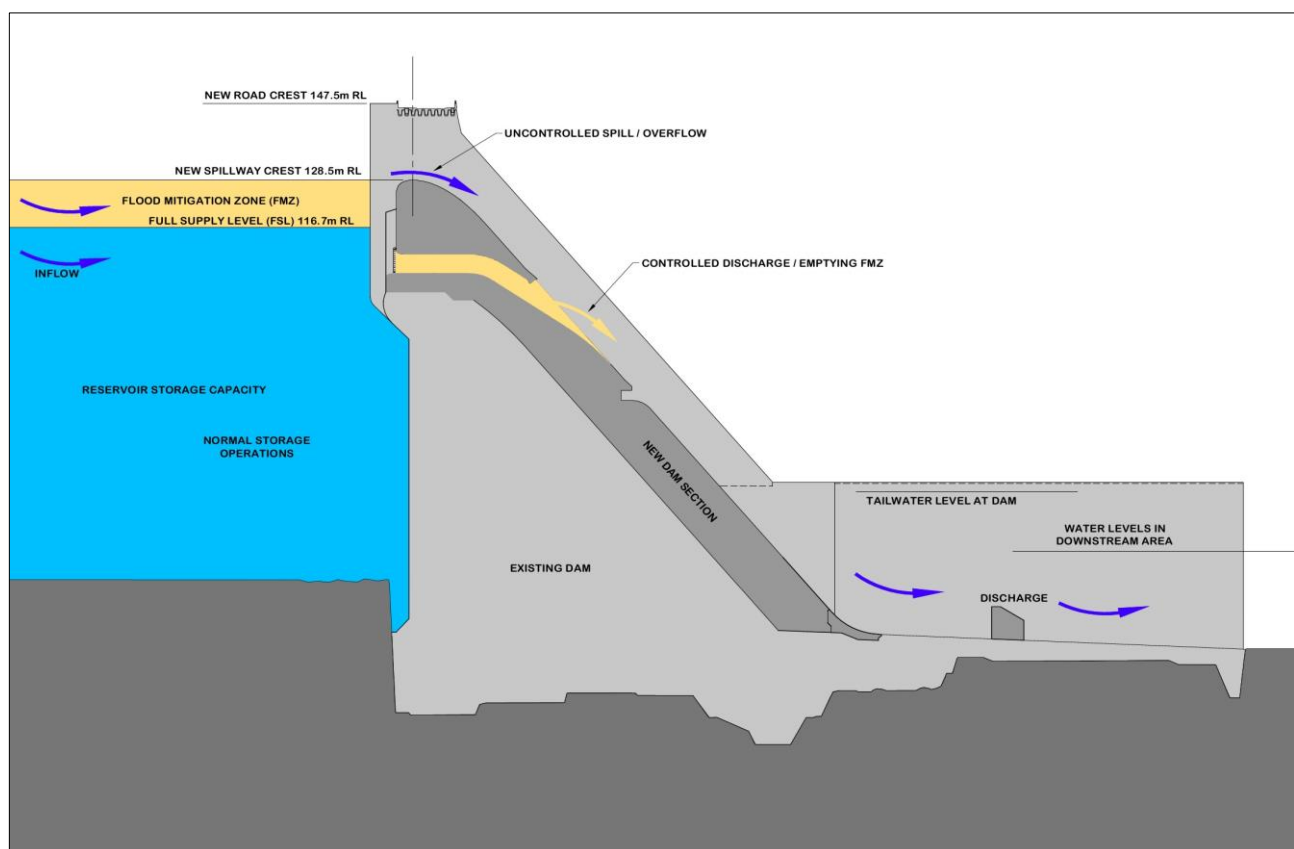 NEW ROAD CREST 147.5m RL
UNCONTROLLED SPILL / OVERFLOW
NEW SPILLWAY CREST 128.5m RL
FLOOD MITIGATION ZONE (FMZ)
FULL SUPPLY LEVEL (FSL) 116.7m RL
INFLOW
CONTROLLED DISCHARGE / EMPTYING FMZ
RESERVOIR STORAGE CAPACITY
NORMAL STORAGE
OPERATIONS
NEW DAM SECTION
TAILWATER LEVEL AT DAM
WATER LEVELS IN
DOWNSTREAM AREA
EXISTING DAM
DISCHARGE